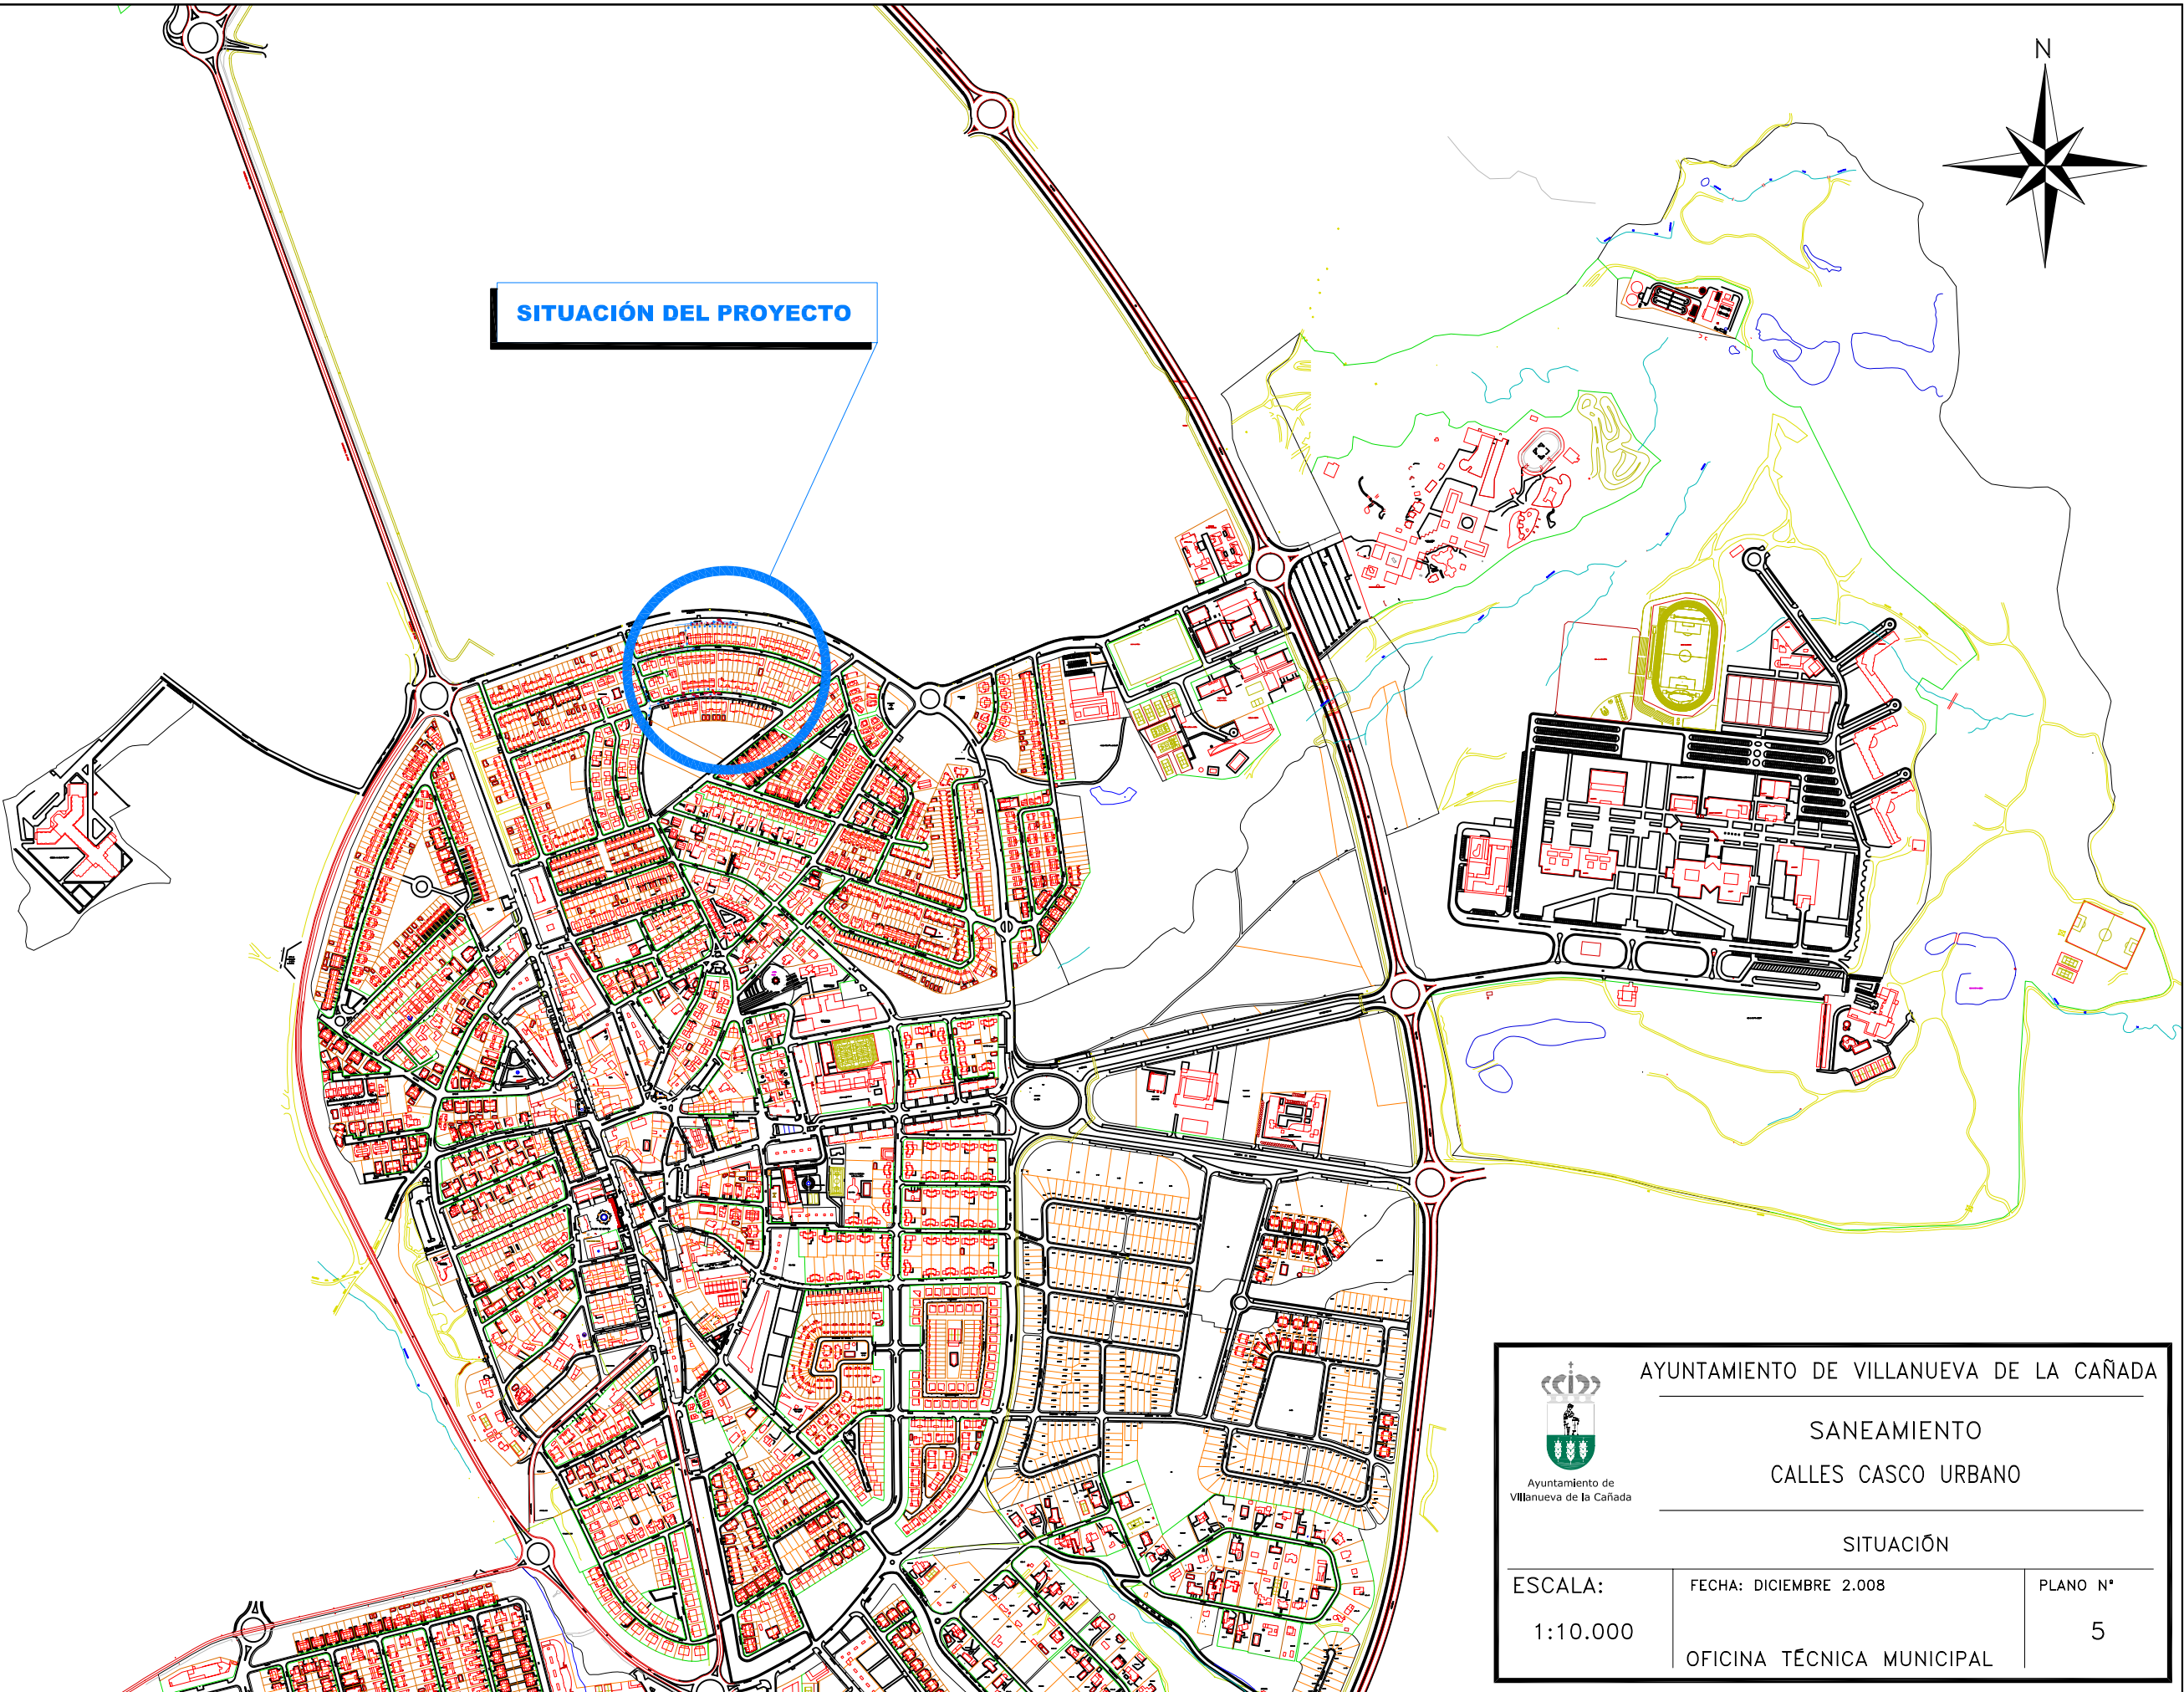 N
SITUACIÓN DEL PROYECTO
AYUNTAMIENTO DE VILLANUEVA DE LA CAÑADA
SANEAMIENTO
CALLES CASCO URBANO
Ayuntamiento de
Villanueva de la Cañada
SITUACIÓN
ESCALA:
1:10.000
FECHA: DICIEMBRE 2.008
OFICINA TÉCNICA MUNICIPAL
PLANO Nº
5